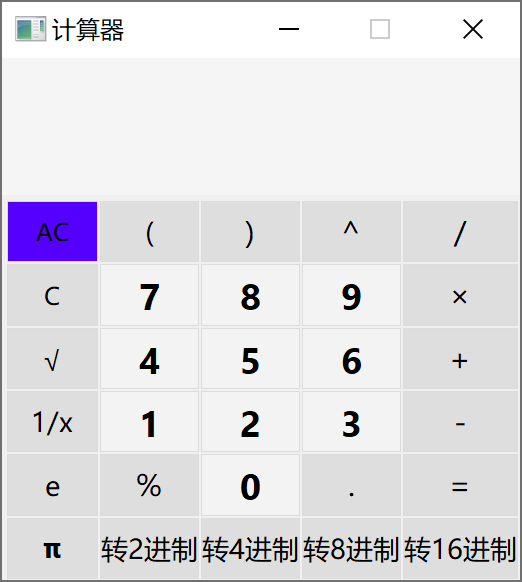 计算器
AC ( ) ^ /
C 7 8 9 ×
√ 4 5 6 +
1/x 1 2 3 -
e % 0 . =
π 转2进制 转4进制 转8进制 转16进制